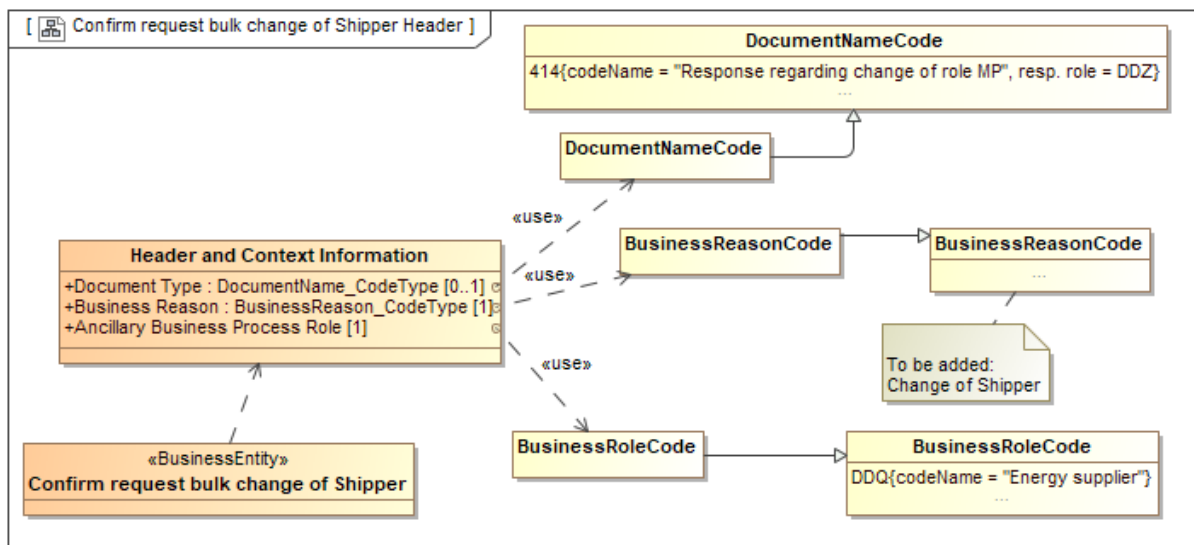 [ Confirm request bulk change of Shipper Header ]
DocumentNameCode
414{codeName = "Response regarding change of role MP", resp. role = DDZ}
...
DocumentNameCode
«use»
BusinessReasonCode
BusinessReasonCode
...
Header and Context Information
+Document Type : DocumentName_CodeType [0..1]
+Business Reason : BusinessReason_CodeType [1]
+Ancillary Business Process Role [1]
«use»
To be added:
Change of Shipper
«use»
BusinessRoleCode
BusinessRoleCode
DDQ{codeName = "Energy supplier"}
...
«BusinessEntity»
Confirm request bulk change of Shipper